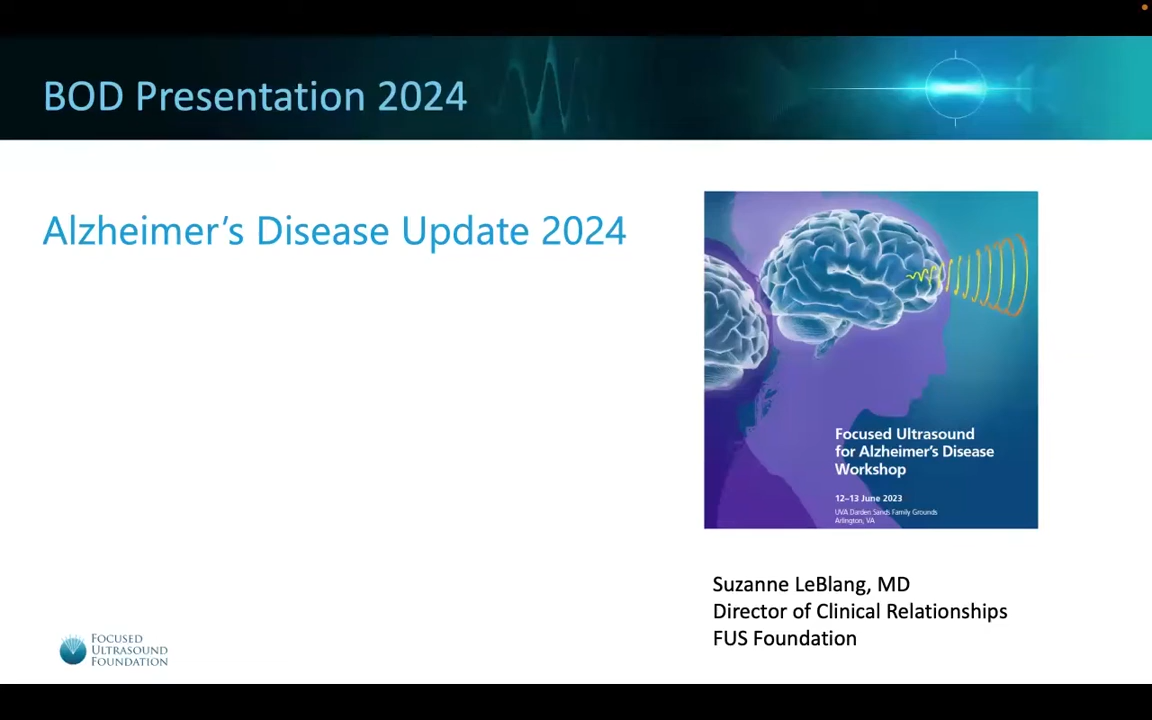 BOD Presentation 2024
Alzheimer’s Disease Update 2024
Focused Ultrasound
for Alzheimer’s Disease
Workshop
12–13 June 2023
UVA Darden Sands Family Grounds
Arlington, VA
Suzanne LeBlang, MD
Director of Clinical Relationships
FUS Foundation
FOCUSED
ULTRASOUND
FOUNDATION